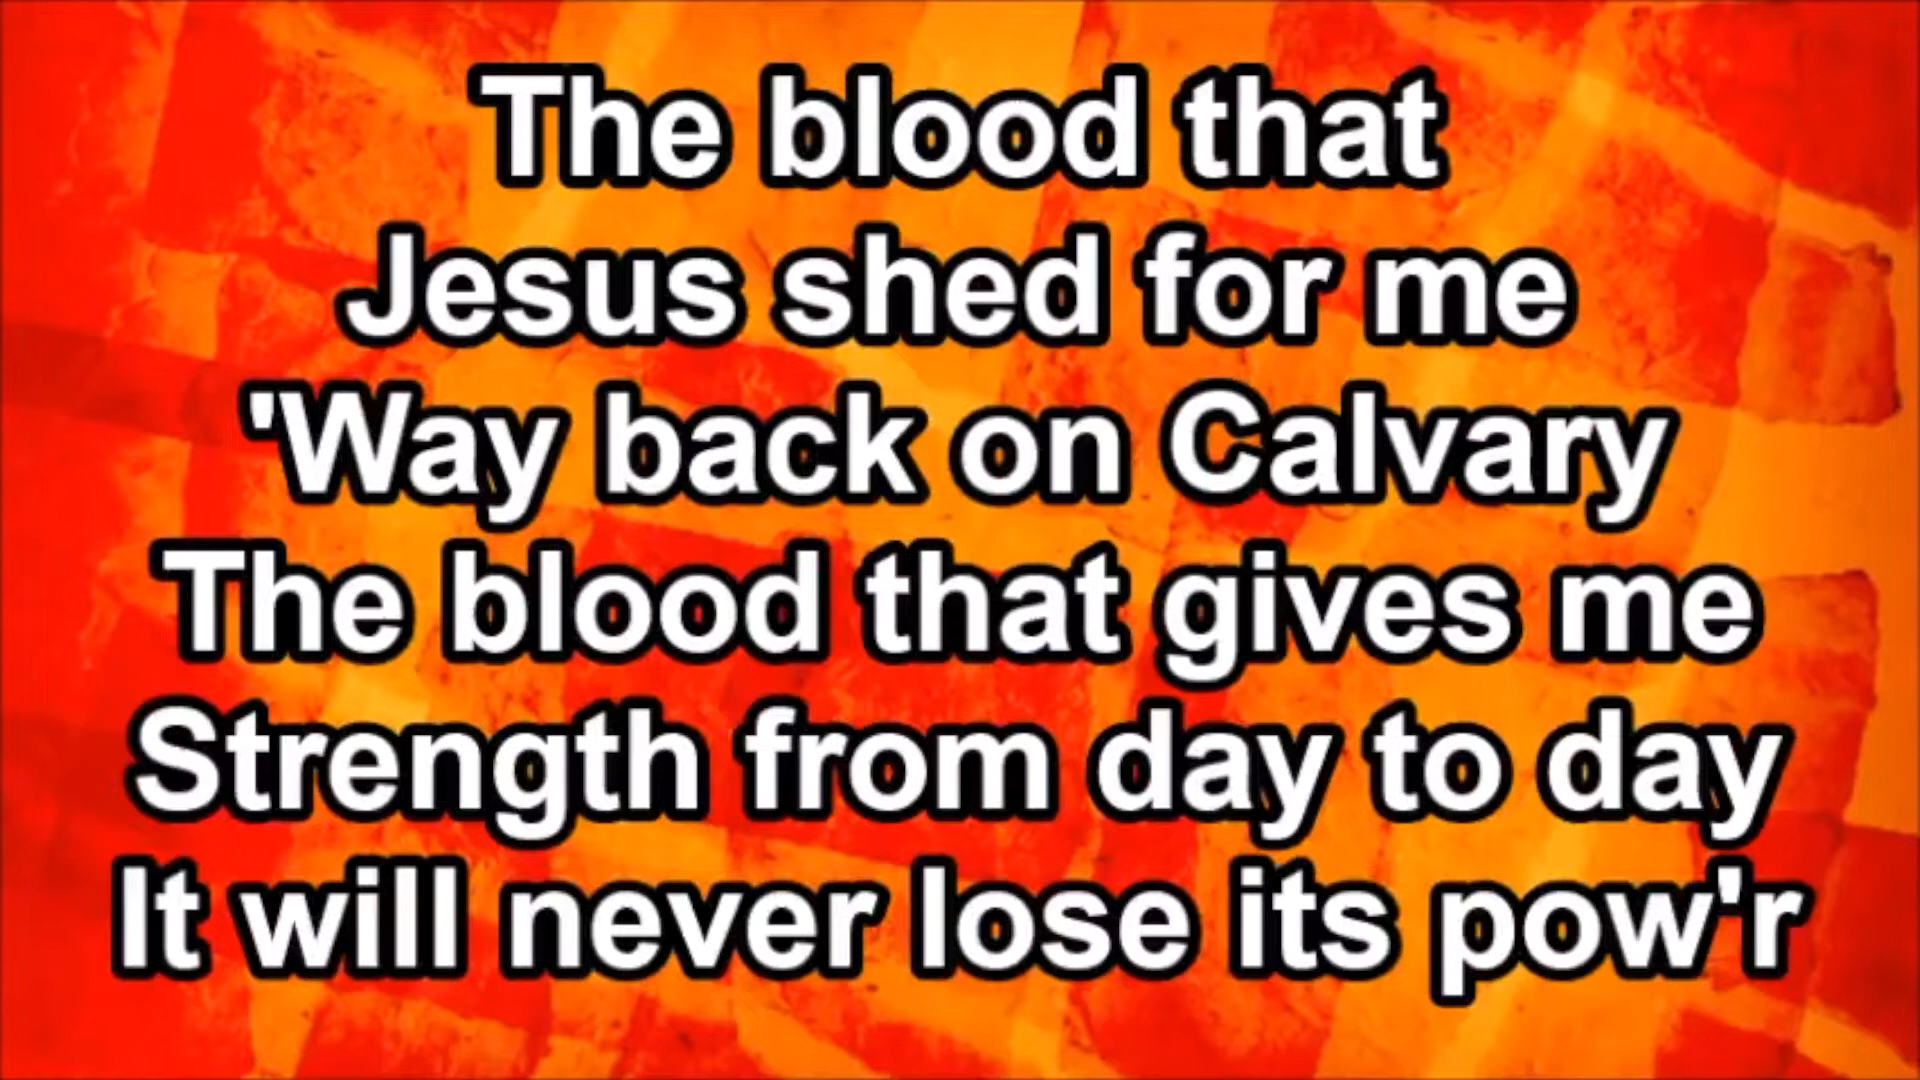 The blood that
Jesus shed for me
'Way back on Calvary
The blood that gives me
Strength from day to day
It will never lose its pow'r